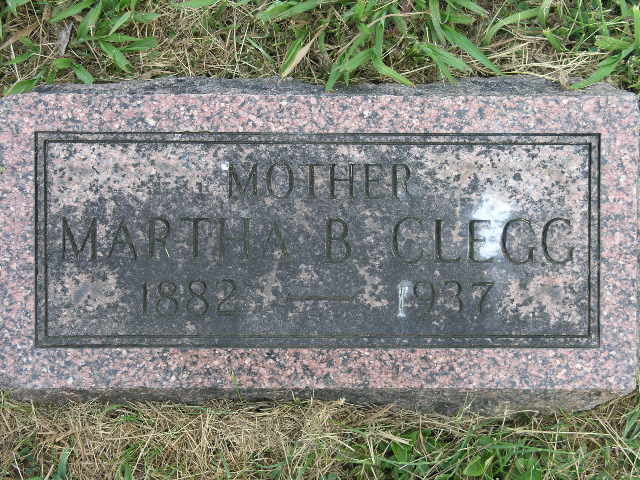 MOTHER
MARTHA B. CLEGG
1882 — 1937